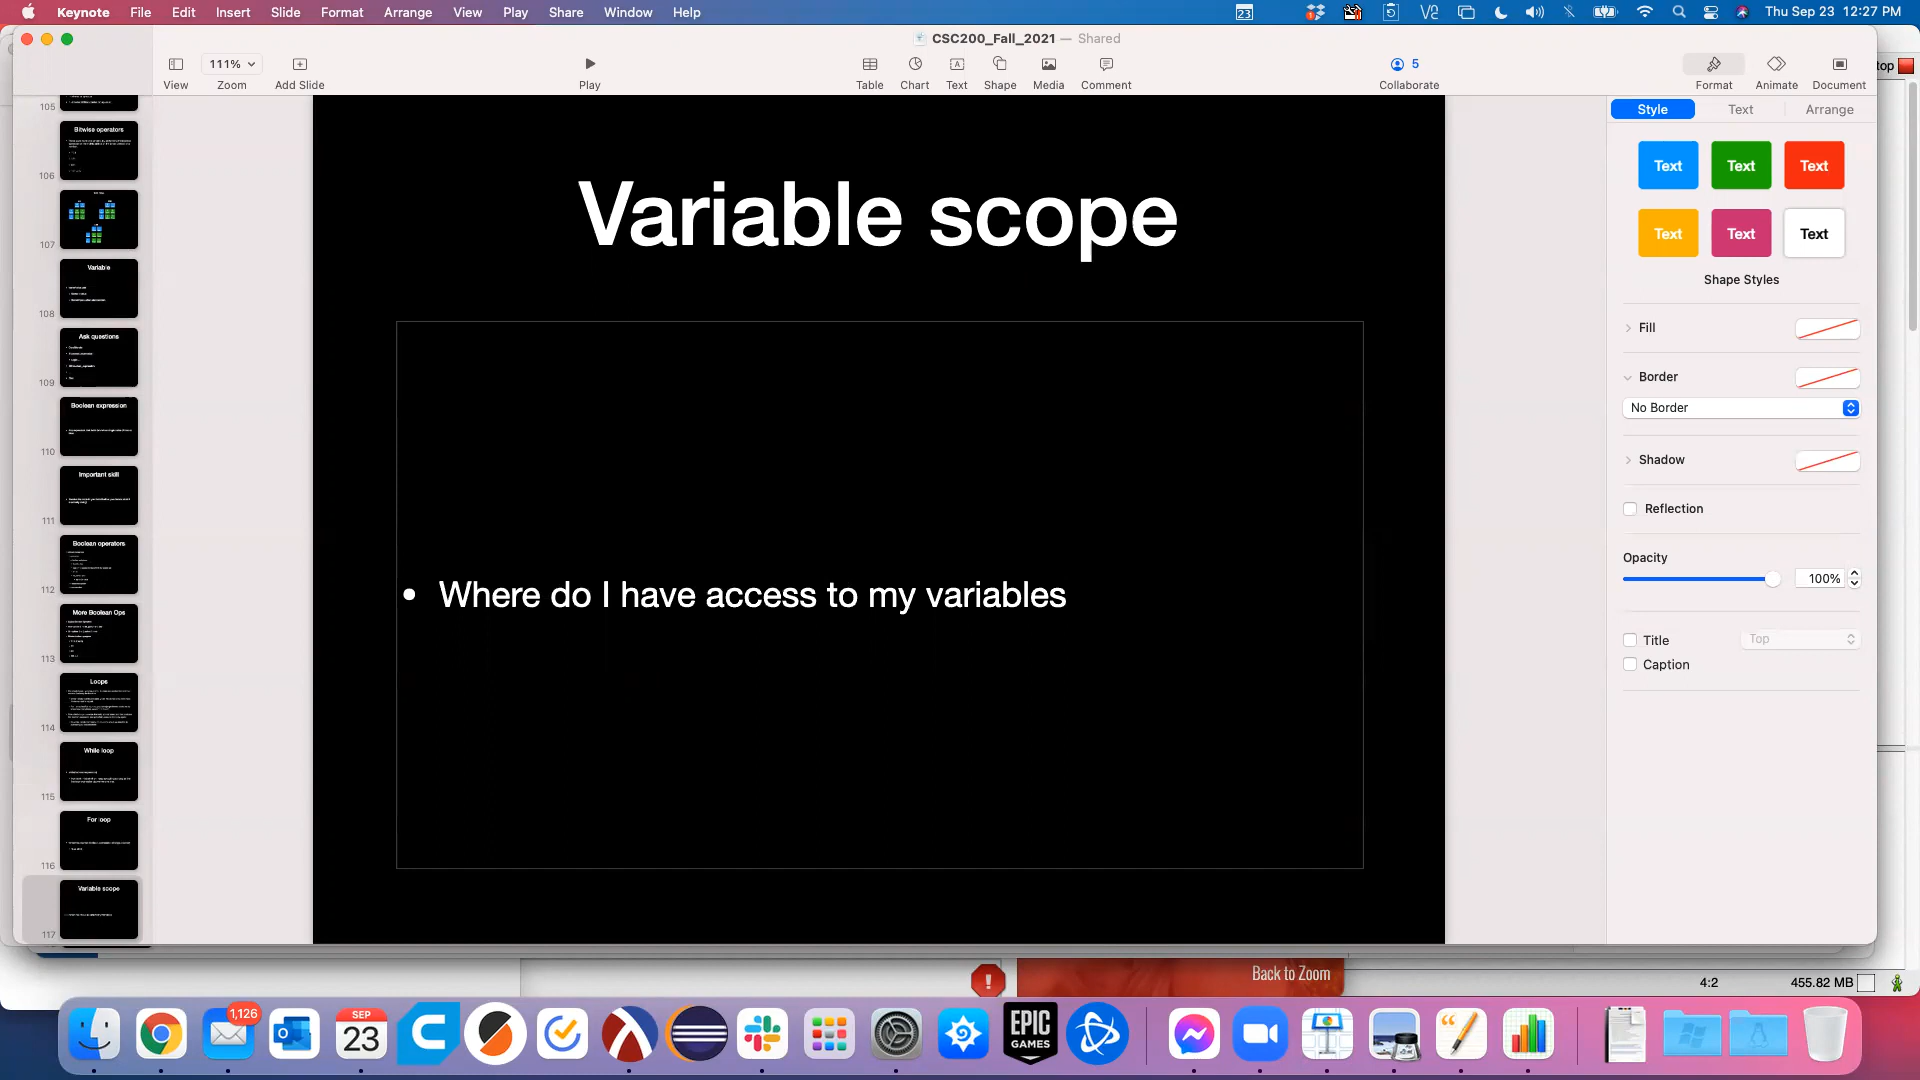 Keynote File Edit Insert Slide Format Arrange View Play Share Window Help
23
Thu Sep 23 12:27 PM
CSC200_Fall_2021 — Shared
111%
5
top
View Zoom Add Slide Play Table Chart Text Shape Media Comment Collaborate Format Animate Document
Style Text Arrange
105
Bitwise operators
106
107
Variable
108
Ask questions
109
Boolean expression
110
Important skill
111
Boolean operators
112
More Boolean Ops
113
Loops
114
While loop
115
For loop
116
Variable scope
117
Variable scope
• Where do I have access to my variables
Text Text Text
Text Text Text
Shape Styles
Fill
Border
No Border
Shadow
Reflection
Opacity
100%
Title Top
Caption
Back to Zoom
4:2
455.82 MB
1,126
SEP
23
EPIC
GAMES